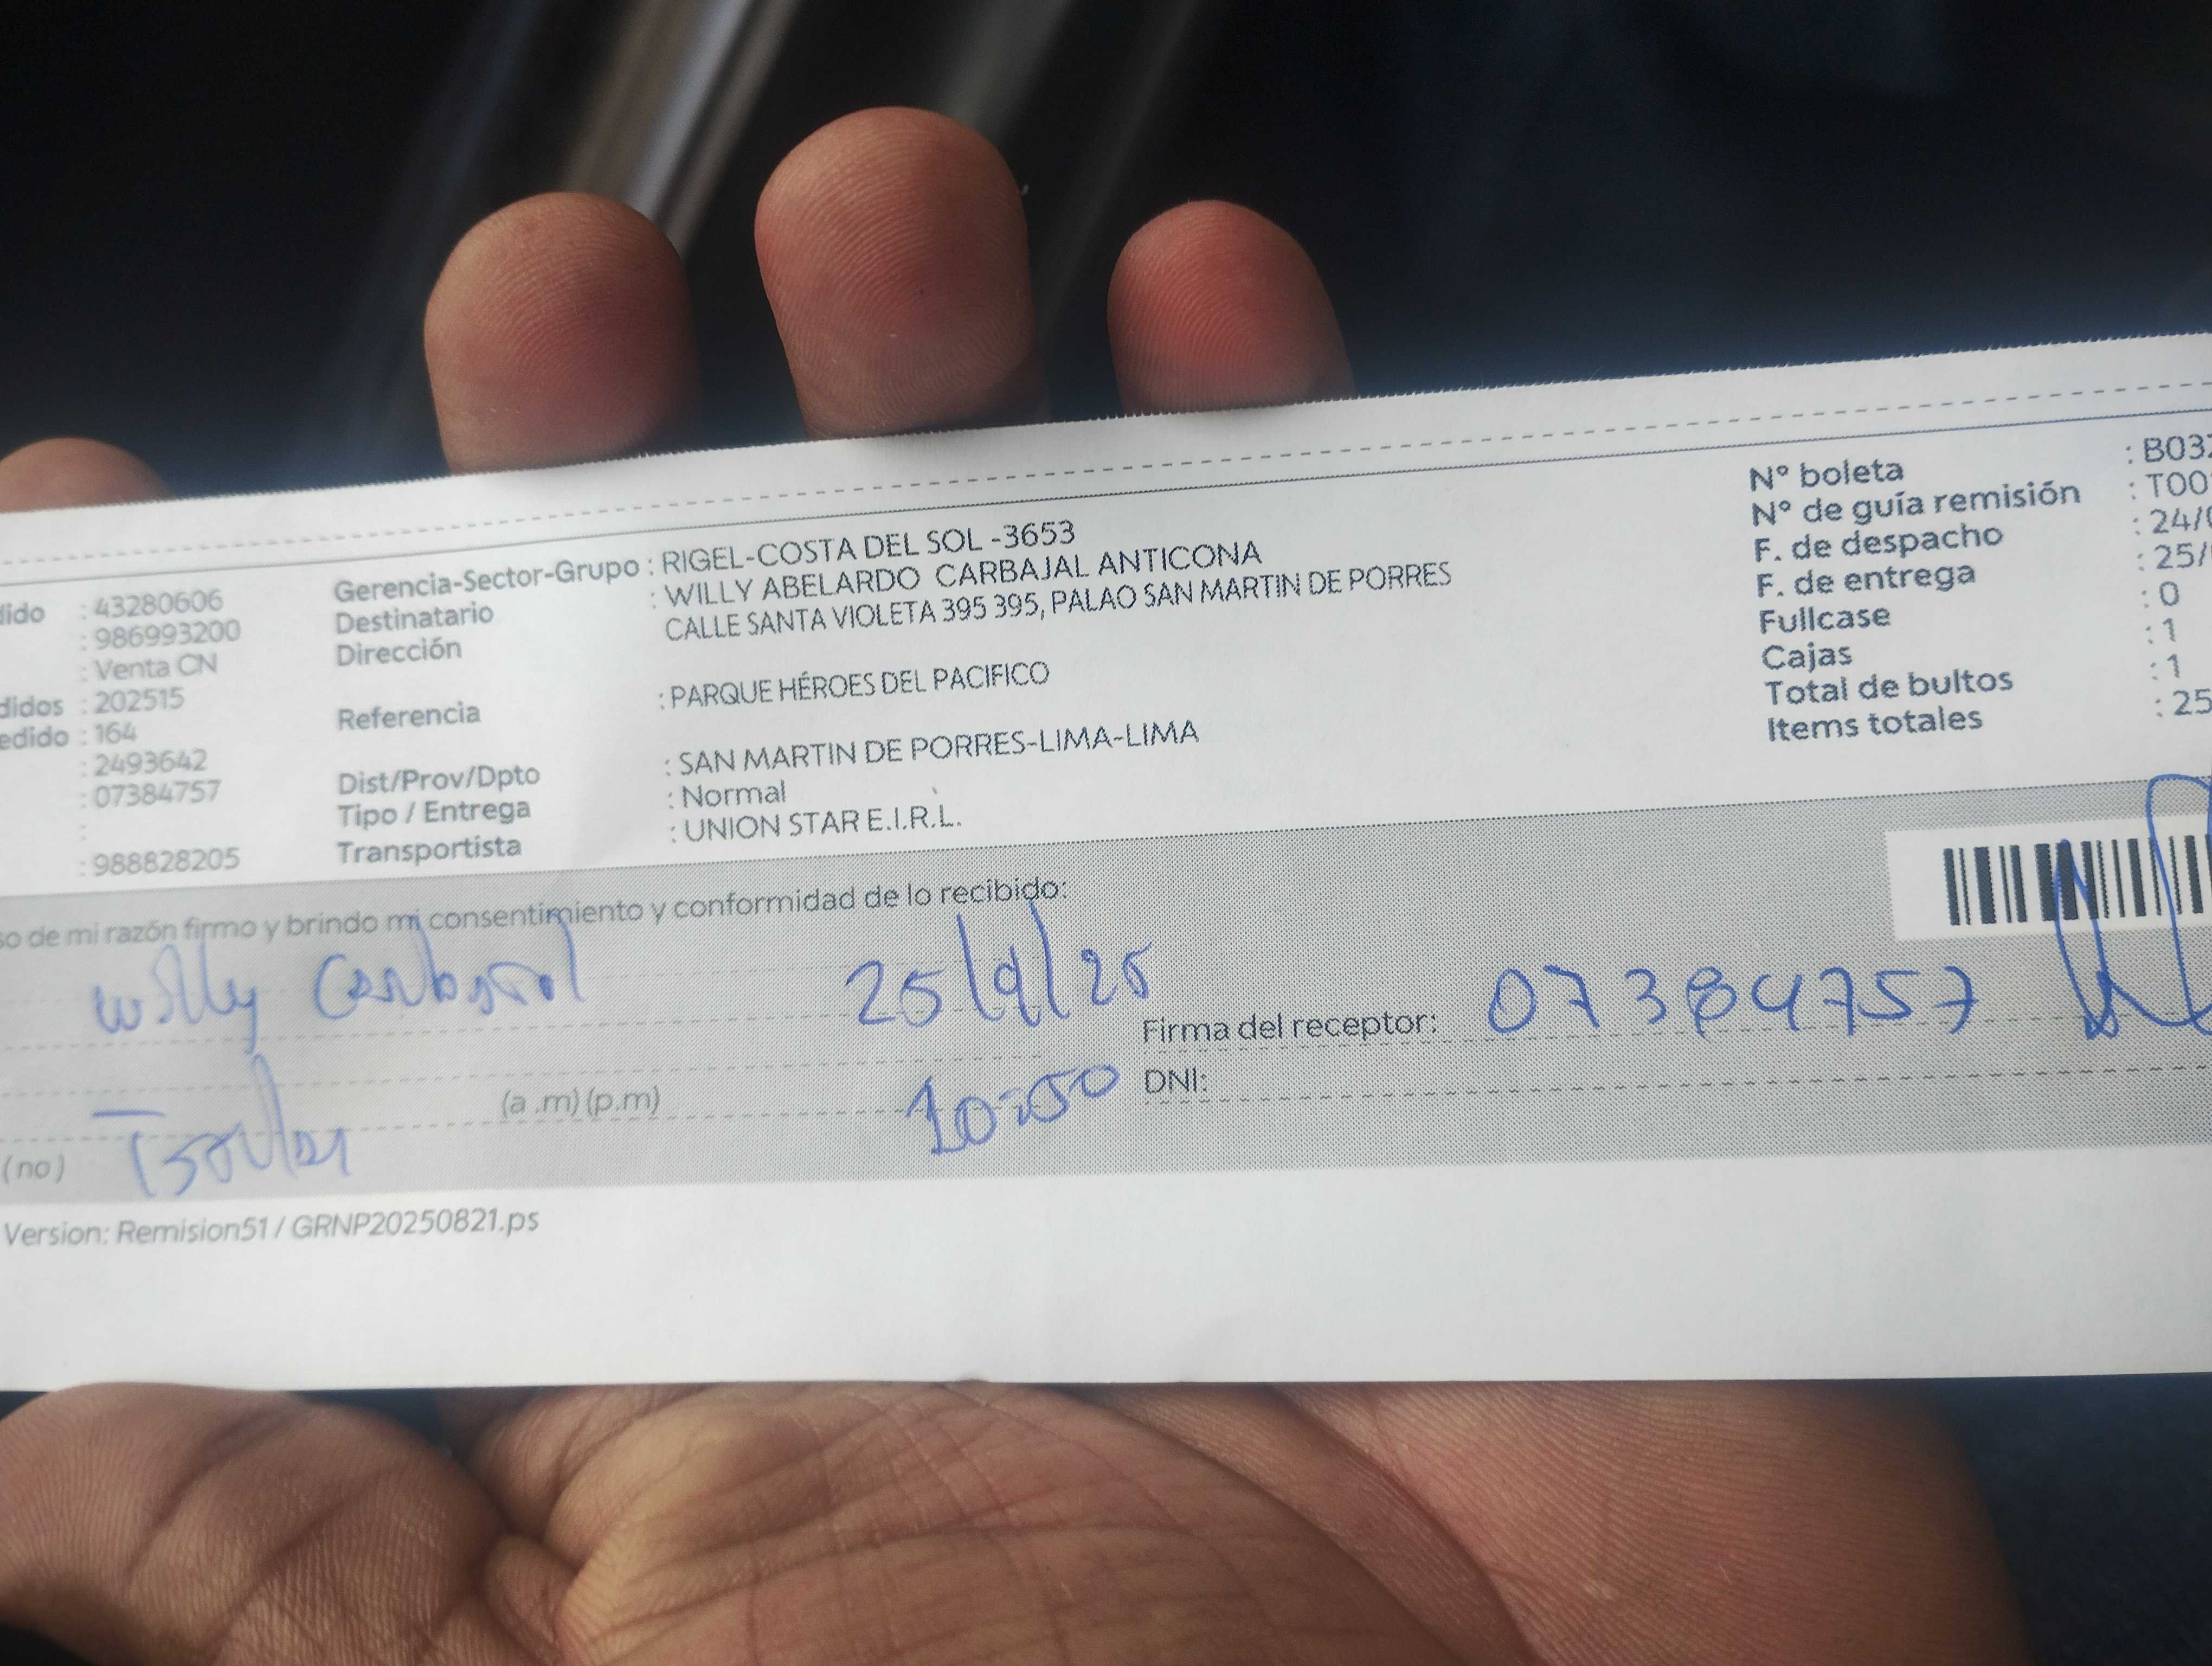 Gerencia-Sector-Grupo : RIGEL-COSTA DEL SOL -3653
dido : 43280606 Destinatario : WILLY ABELARDO CARBAJAL ANTICONA
: 986993200 Dirección CALLE SANTA VIOLETA 395 395, PALAO SAN MARTIN DE PORRES
: Venta CN
didos : 202515 Referencia : PARQUE HÉROES DEL PACIFICO
edido : 164
: 2493642 Dist/Prov/Dpto : SAN MARTIN DE PORRES-LIMA-LIMA
: 07384757 Tipo / Entrega : Normal
: Transportista : UNION STAR E.I.R.L.
: 988828205
N° boleta : B03
N° de guía remisión : T00
F. de despacho : 24/
F. de entrega : 25/
Fullcase : 0
Cajas : 1
Total de bultos : 1
Items totales : 25
so de mi razón firmo y brindo mi consentimiento y conformidad de lo recibido:
Willy Carbajal 25/9/25
Firma del receptor: 07384757
(a .m) (p.m) 10:50 DNI:
(no) Titular
Version: Remision51 / GRNP20250821.ps